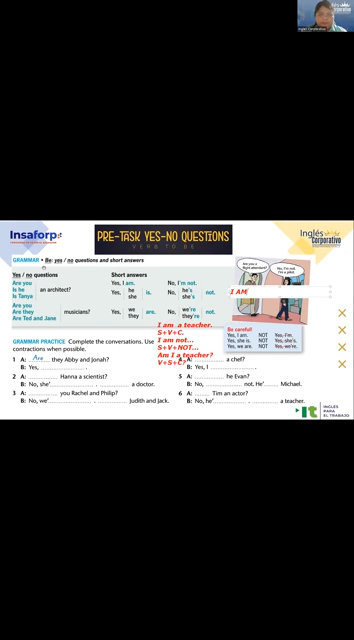 Inglés Corporativo
Insaforp
PRE-TASK YES-NO QUESTIONS
VERB TO BE
Inglés
Corporativo
GRAMMAR • Be: yes / no questions and short answers
Yes / no questions
Short answers
Are you
Is he
Is Tanya
an architect?
Yes, I am.
No, I'm not.
Yes,
he
she
is.
No,
he's
she's
not.
Are you
Are they
Are Ted and Jane
musicians?
Yes,
we
they
are.
No,
we're
they're
not.
Are you a
flight attendant?
No, I'm not.
I'm a pilot.
I AM
Be careful!
Yes, I am. NOT Yes, I'm.
Yes, she is. NOT Yes, she's.
Yes, we are. NOT Yes, we're.
I am a teacher.
S+V+C.
I am not...
S+V+NOT...
Am I a teacher?
V+S+C?
GRAMMAR PRACTICE Complete the conversations. Use
contractions when possible.
1 A: Are they Abby and Jonah?
B: Yes, .
2 A: Hanna a scientist?
B: No, she' . , a doctor.
3 A: you Rachel and Philip?
B: No, we' . , Judith and Jack.
A: a chef?
B: Yes, I .
5 A: he Evan?
B: No, not. He' Michael.
6 A: Tim an actor?
B: No, he' . , a teacher.
INGLÉS
PARA
EL TRABAJO